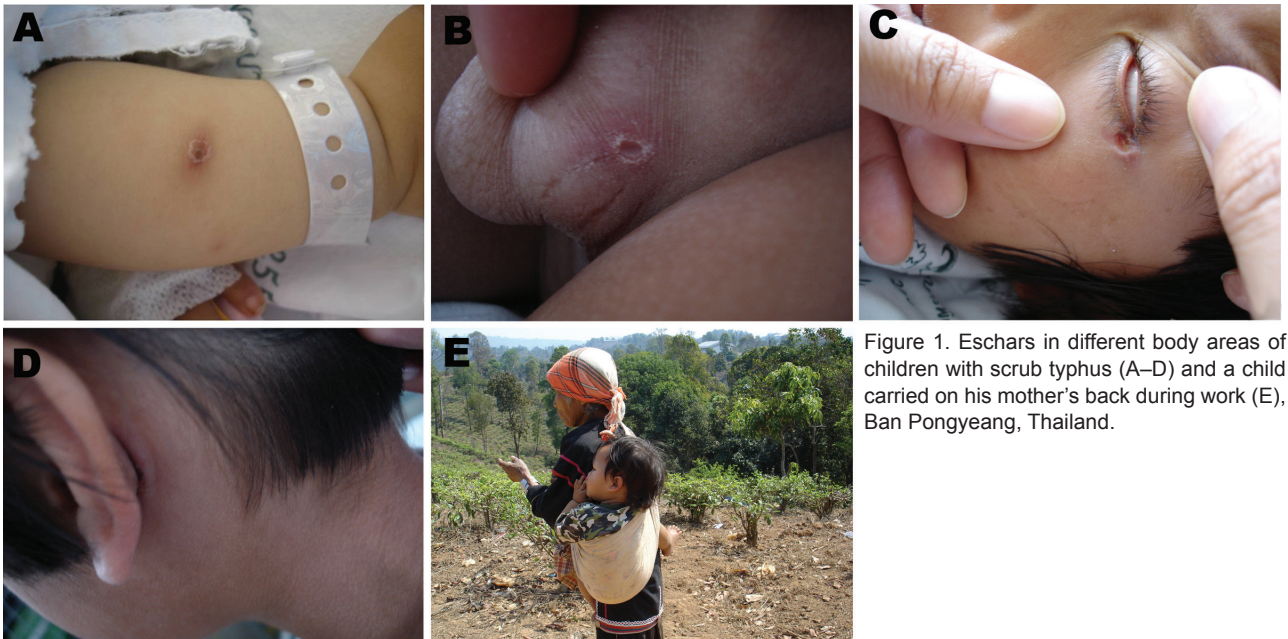 A
B
C
D
E
Figure 1. Eschars in different body areas of
children with scrub typhus (A–D) and a child
carried on his mother’s back during work (E),
Ban Pongyeang, Thailand.